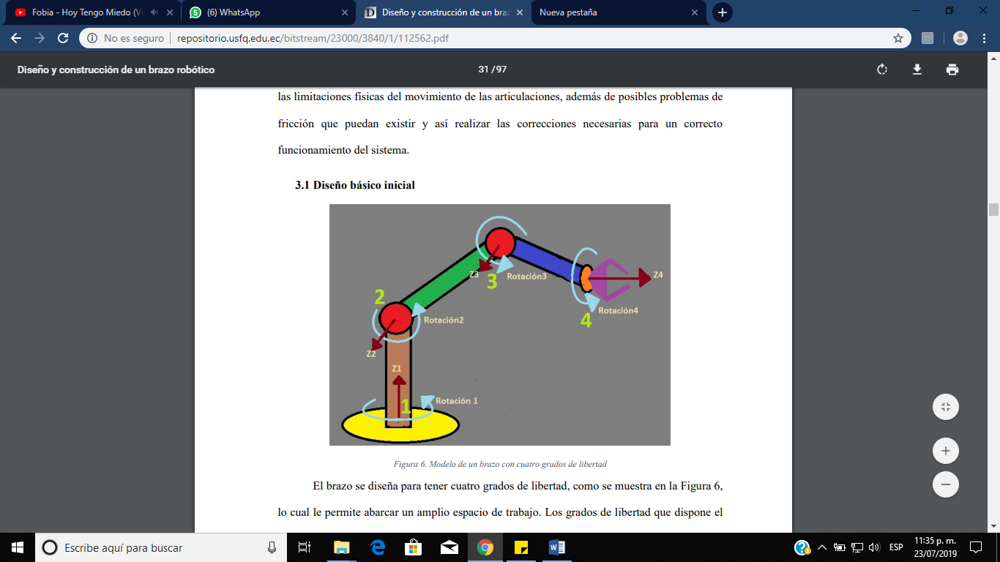 Fobia - Hoy Tengo Miedo (Vi
(6) WhatsApp
Diseño y construcción de un braz
Nueva pestaña
No es seguro
repositorio.usfq.edu.ec/bitstream/23000/3840/1/112562.pdf
Diseño y construcción de un brazo robótico
31 / 97
las limitaciones físicas del movimiento de las articulaciones, además de posibles problemas de
fricción que puedan existir y así realizar las correcciones necesarias para un correcto
funcionamiento del sistema.
3.1 Diseño básico inicial
Z3
3
Rotación3
Z4
2
Rotación2
4
Rotación4
Z2
Z1
1
Rotación 1
Figura 6. Modelo de un brazo con cuatro grados de libertad
El brazo se diseña para tener cuatro grados de libertad, como se muestra en la Figura 6,
lo cual le permite abarcar un amplio espacio de trabajo. Los grados de libertad que dispone el
Escribe aquí para buscar
ESP
11:35 p. m.
23/07/2019